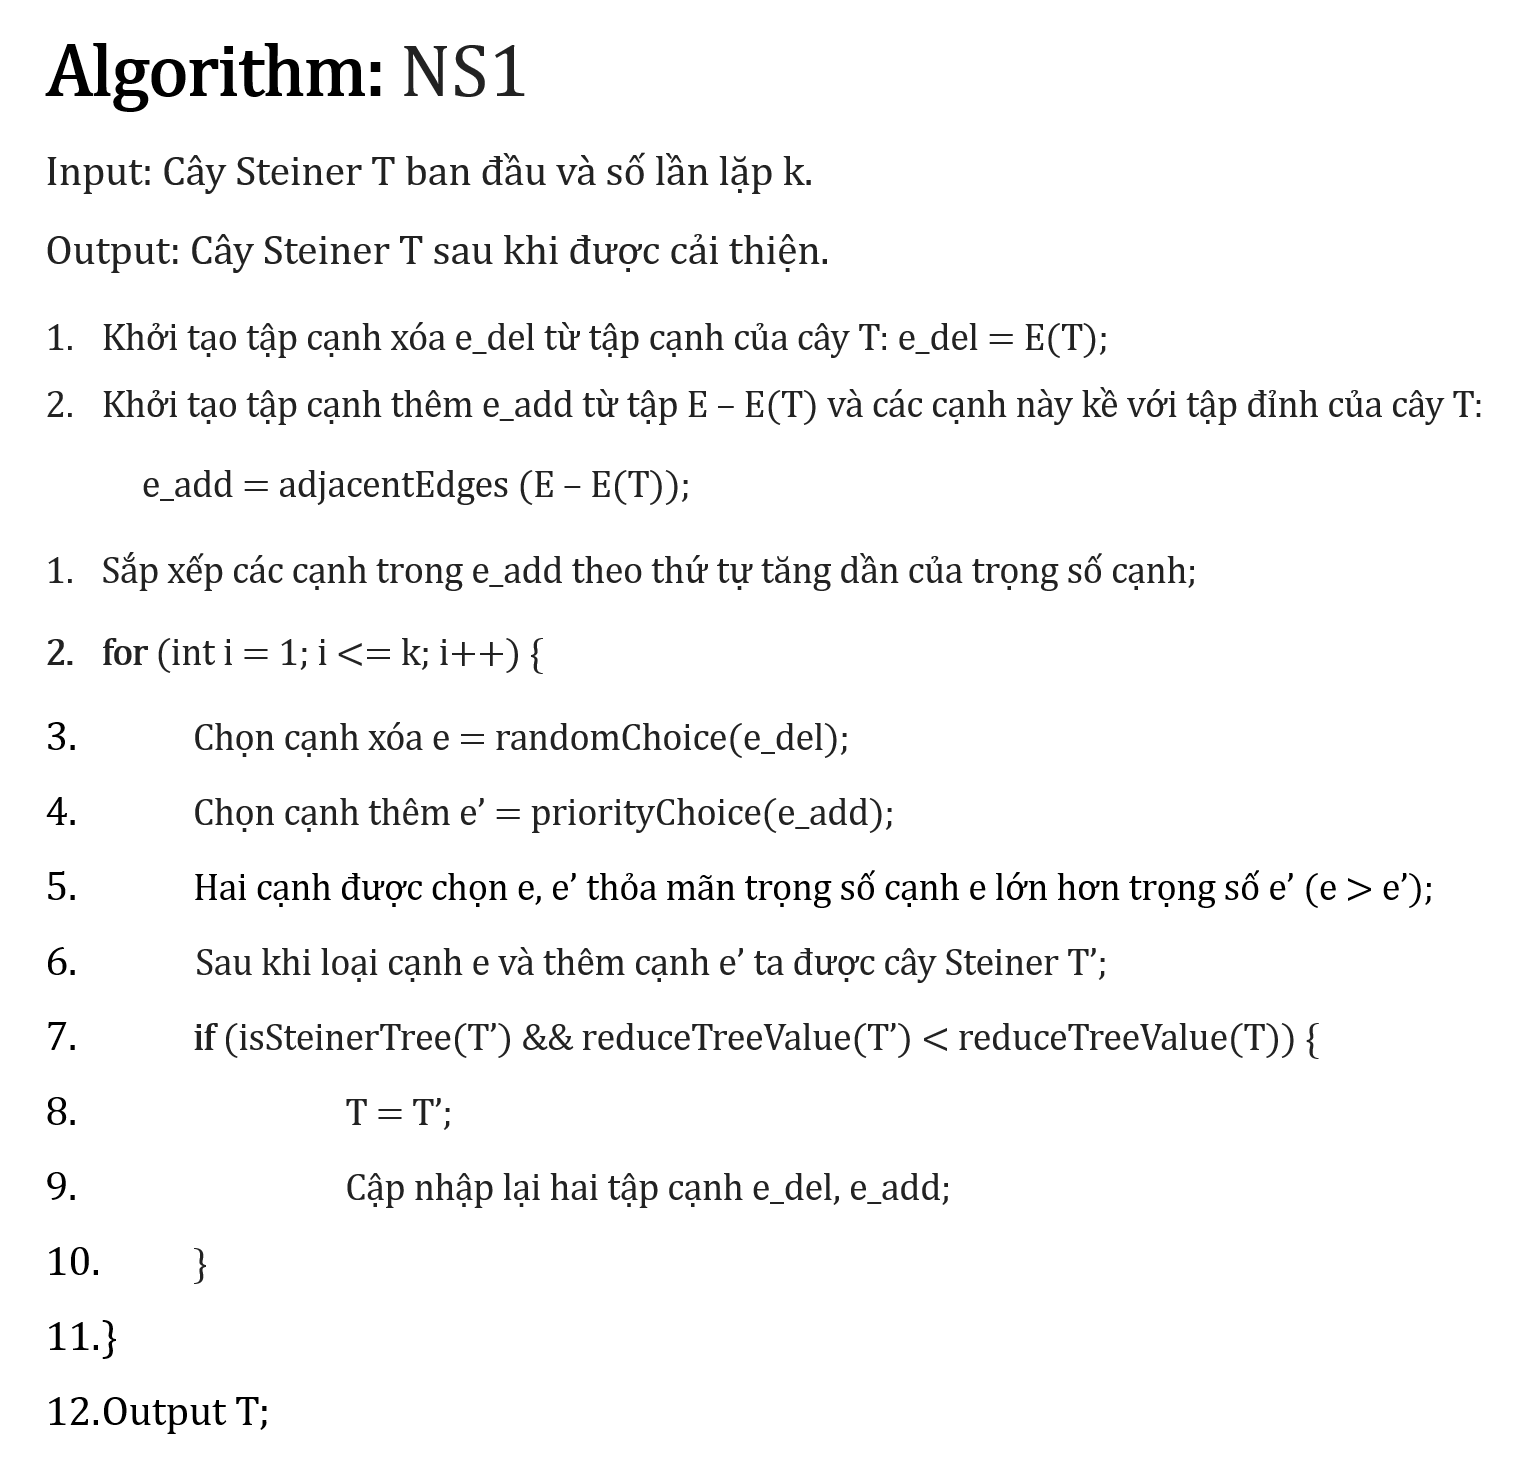 Algorithm: NS1
Input: Cây Steiner T ban đầu và số lần lặp k.
Output: Cây Steiner T sau khi được cải thiện.
1. Khởi tạo tập cạnh xóa e_del từ tập cạnh của cây T: e_del = E(T);
2. Khởi tạo tập cạnh thêm e_add từ tập E – E(T) và các cạnh này kề với tập đỉnh của cây T:
e_add = adjacentEdges (E – E(T));
1. Sắp xếp các cạnh trong e_add theo thứ tự tăng dần của trọng số cạnh;
2. for (int i = 1; i <= k; i++) {
3. Chọn cạnh xóa e = randomChoice(e_del);
4. Chọn cạnh thêm e’ = priorityChoice(e_add);
5. Hai cạnh được chọn e, e’ thỏa mãn trọng số cạnh e lớn hơn trọng số e’ (e > e’);
6. Sau khi loại cạnh e và thêm cạnh e’ ta được cây Steiner T’;
7. if (isSteinerTree(T’) && reduceTreeValue(T’) < reduceTreeValue(T)) {
8. T = T’;
9. Cập nhập lại hai tập cạnh e_del, e_add;
10. }
11.}
12.Output T;